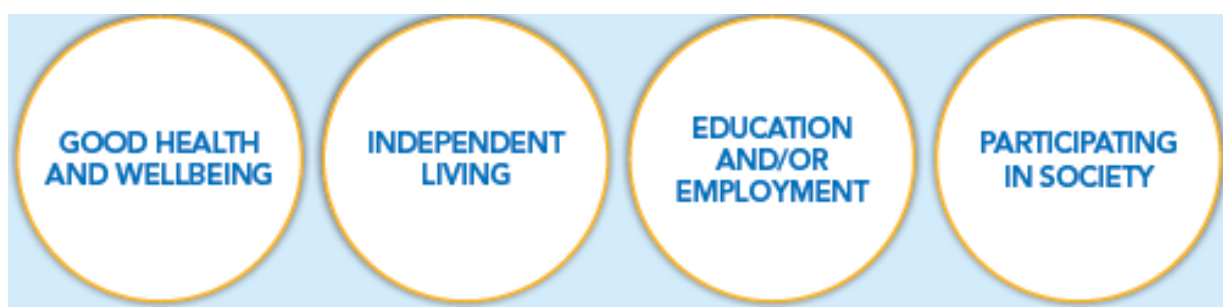 GOOD HEALTH
AND WELLBEING
INDEPENDENT
LIVING
EDUCATION
AND/OR
EMPLOYMENT
PARTICIPATING
IN SOCIETY